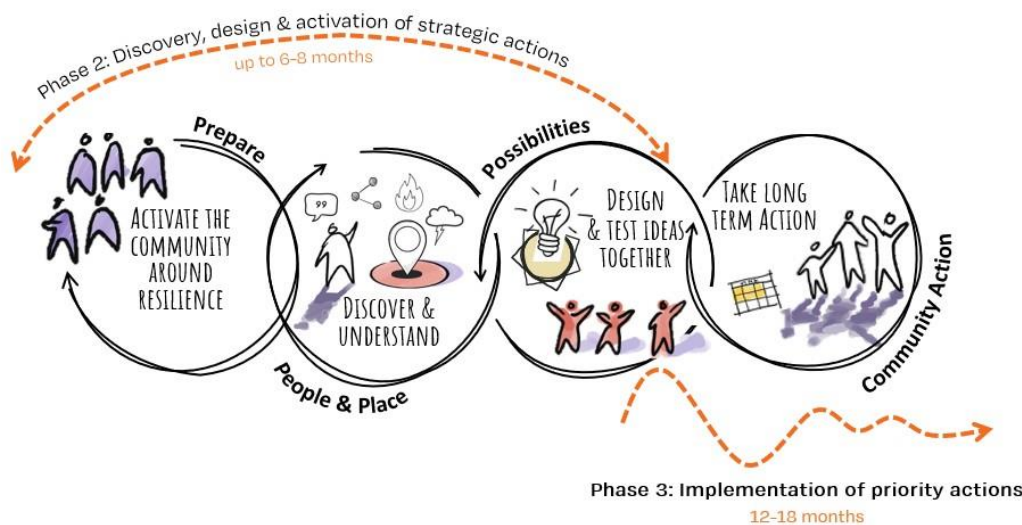 Phase 2: Discovery, design & activation of strategic actions
up to 6-8 months
Prepare
ACTIVATE THE
COMMUNITY
AROUND
RESILIENCE
99
DISCOVER &
UNDERSTAND
People & Place
Possibilities
DESIGN
& TEST IDEAS
TOGETHER
TAKE LONG
TERM ACTION
Community Action
Phase 3: Implementation of priority actions
12-18 months